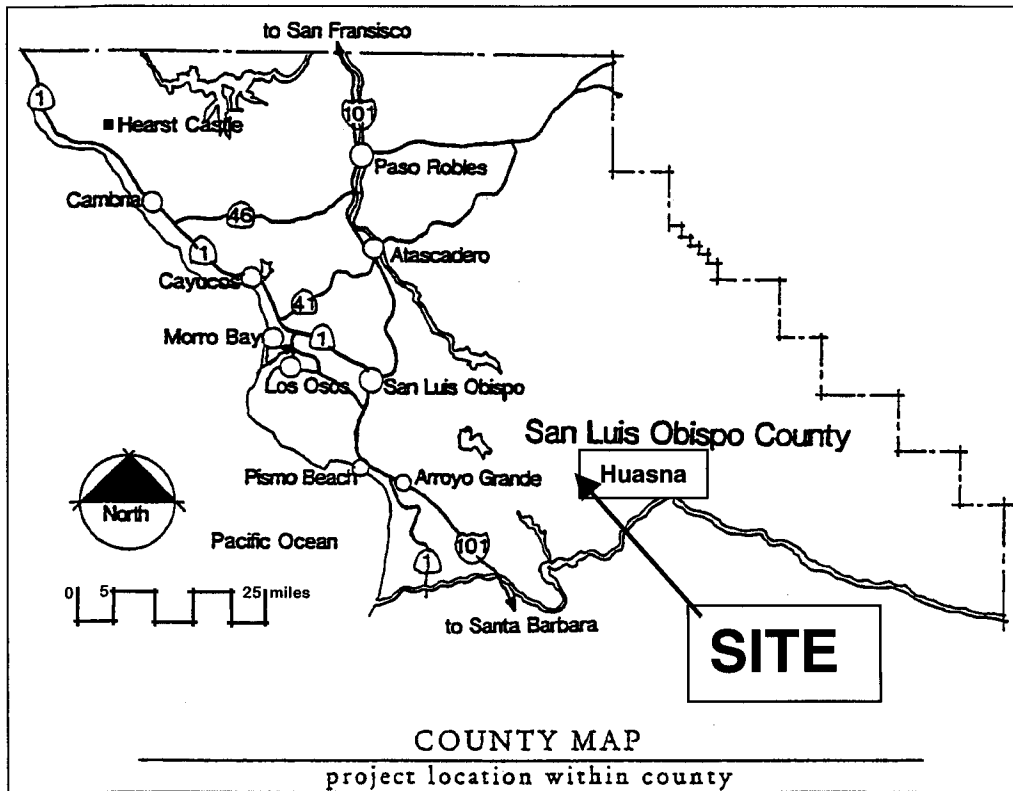 to San Fransisco
1
101
Hearst Castle
Paso Robles
Cambria
46
1
Atascadero
Cayucos
41
Morro Bay
1
Los Osos
San Luis Obispo
San Luis Obispo County
Huasna
Pismo Beach
Arroyo Grande
North
Pacific Ocean
101
1
0 5 25 miles
to Santa Barbara
SITE
COUNTY MAP
project location within county